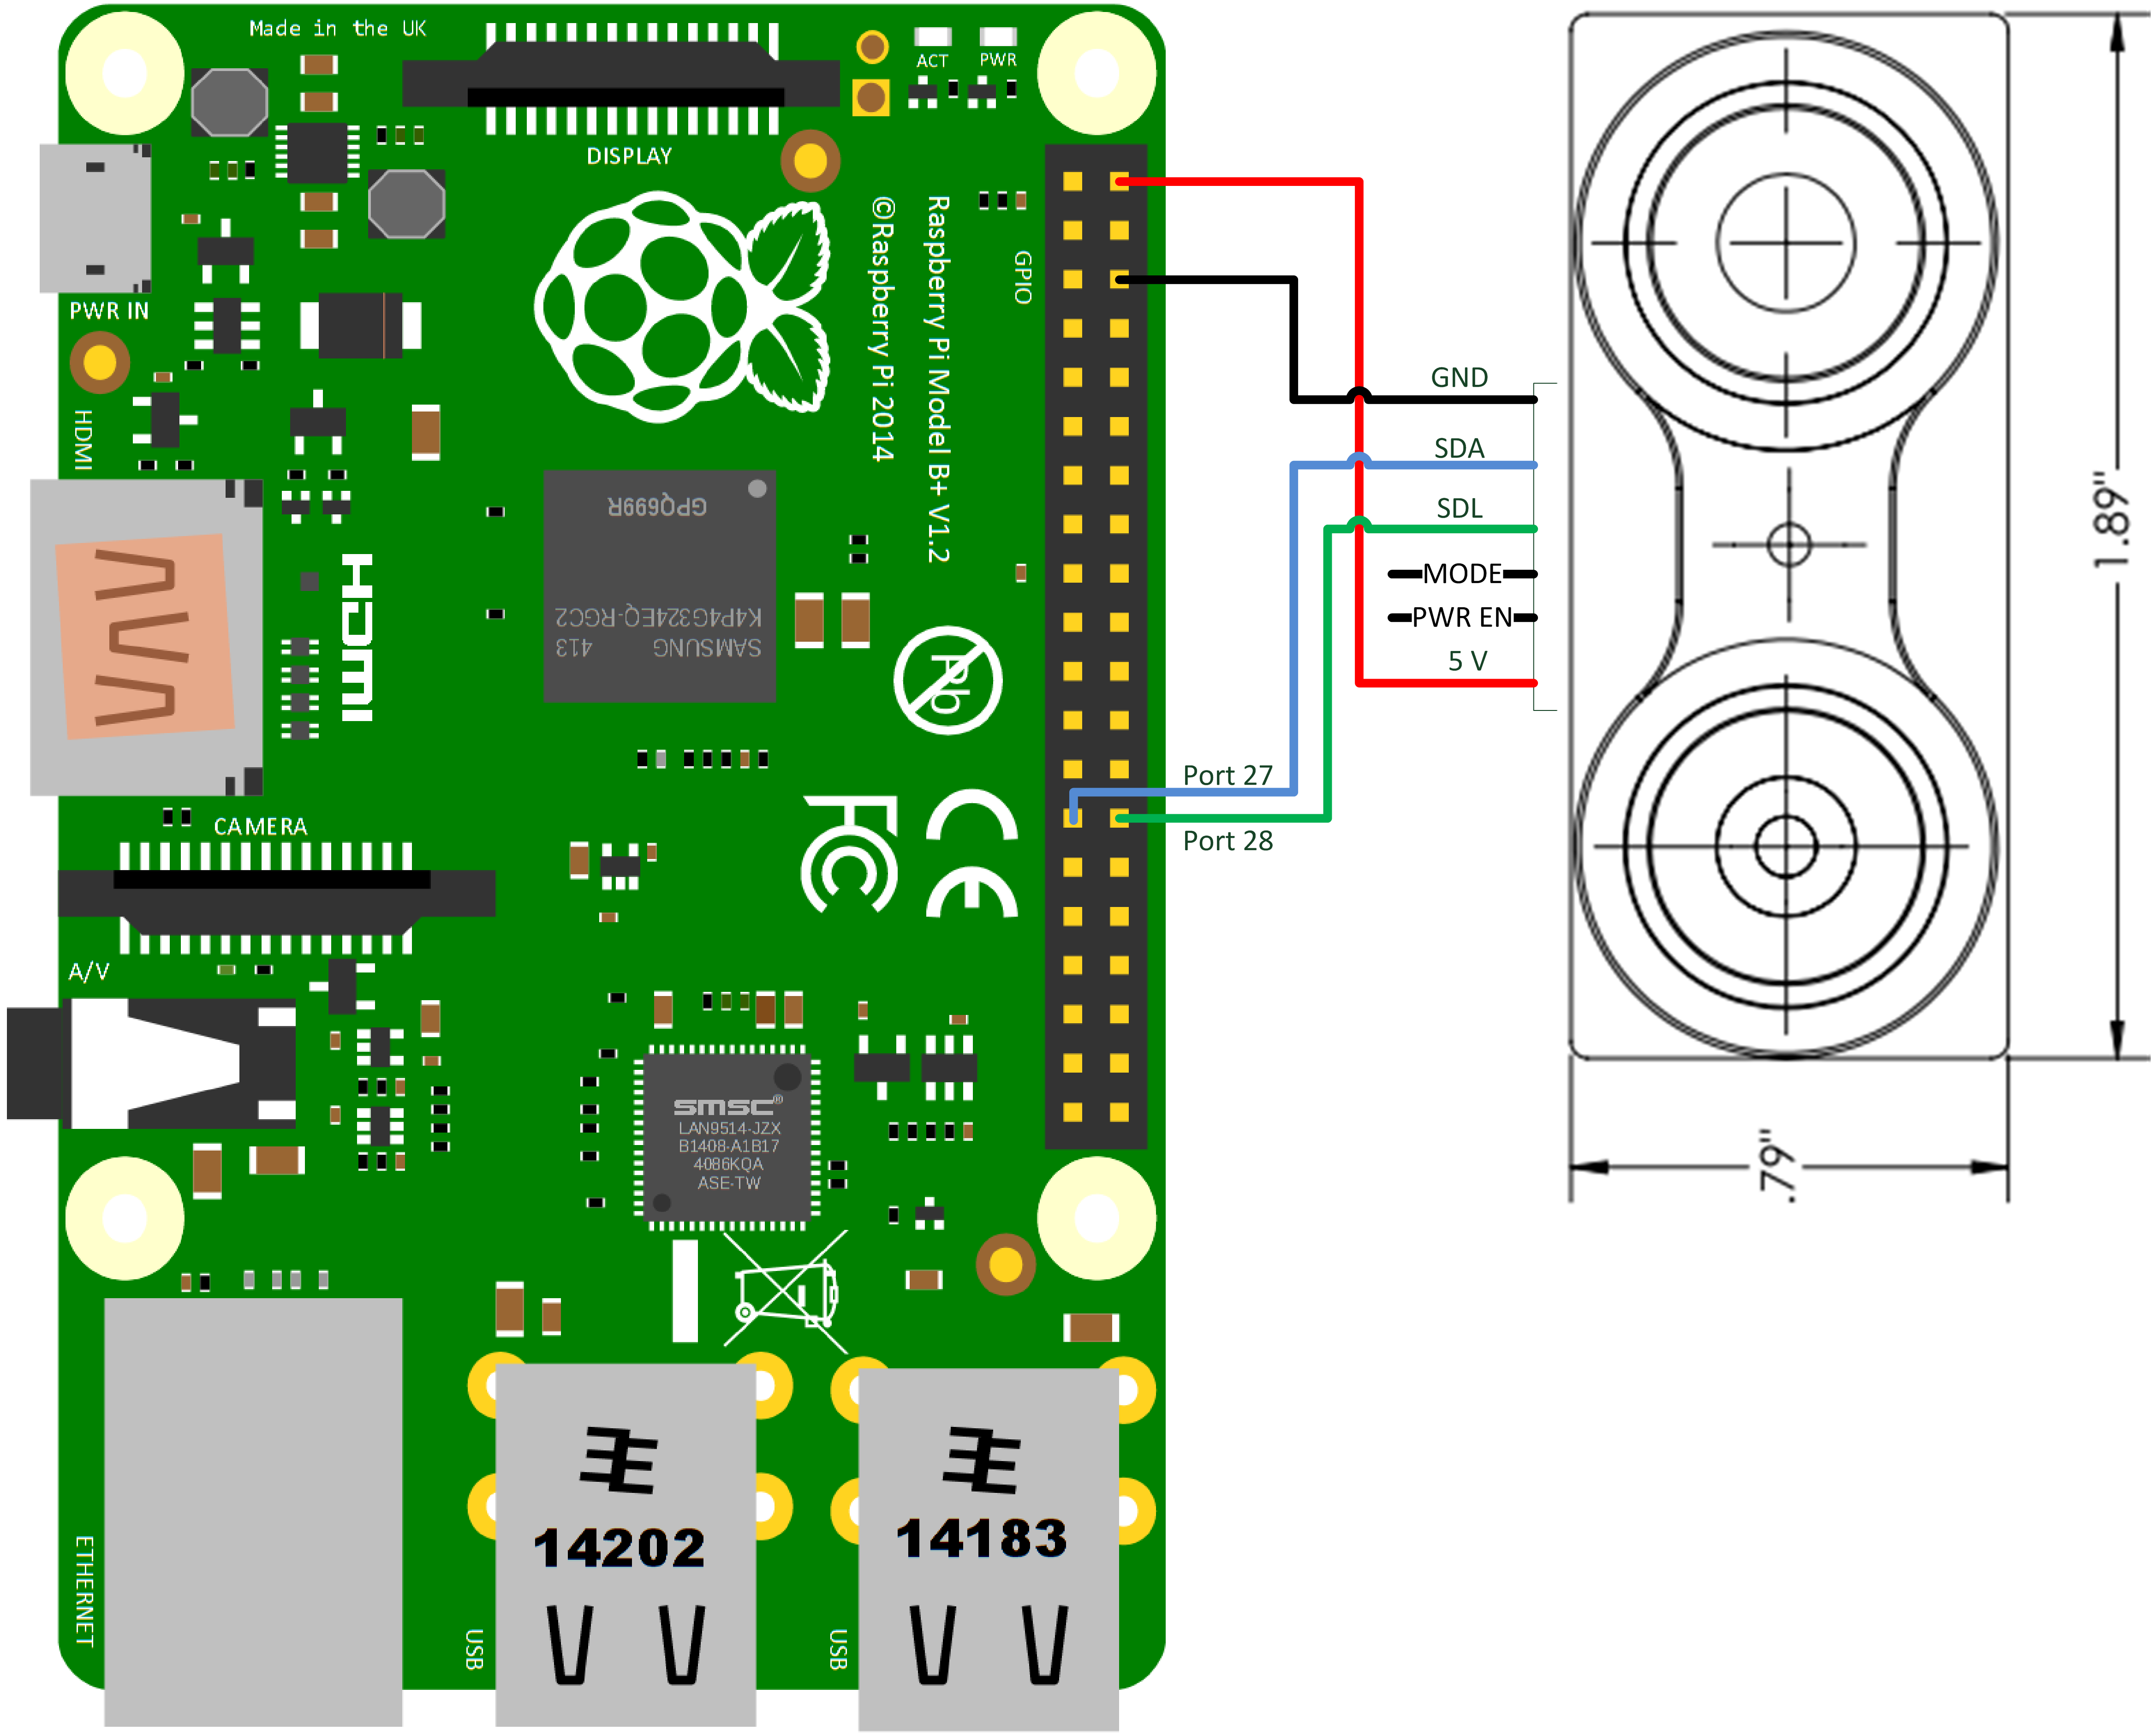 Made in the UK
ACT
PWR
DISPLAY
PWR IN
GPIO
Raspberry Pi Model B+ V1.2
©Raspberry Pi 2014
HDMI
HDMI
GPQ699R
K4P4G324EQ-RGC2
SAMSUNG 413
Pb
FC
CE
CAMERA
A/V
smsc®
LAN9514-JZX
B1408-A1B17
4086KQA
ASE-TW
ETHERNET
USB
14202
USB
14183
GND
SDA
SDL
MODE
PWR EN
5 V
Port 27
Port 28
1.89"
.79"